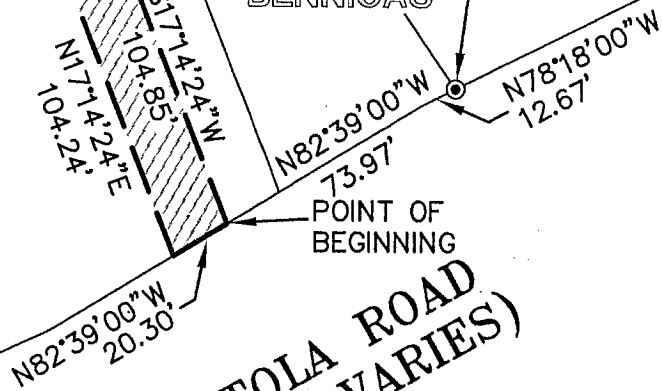 S17°14'24"W
104.85'
N17°14'24"E
104.24'
N82°39'00"W
73.97'
N78°18'00"W
12.67'
POINT OF
BEGINNING
N82°39'00"W
20.30'
ROAD
VARIES)